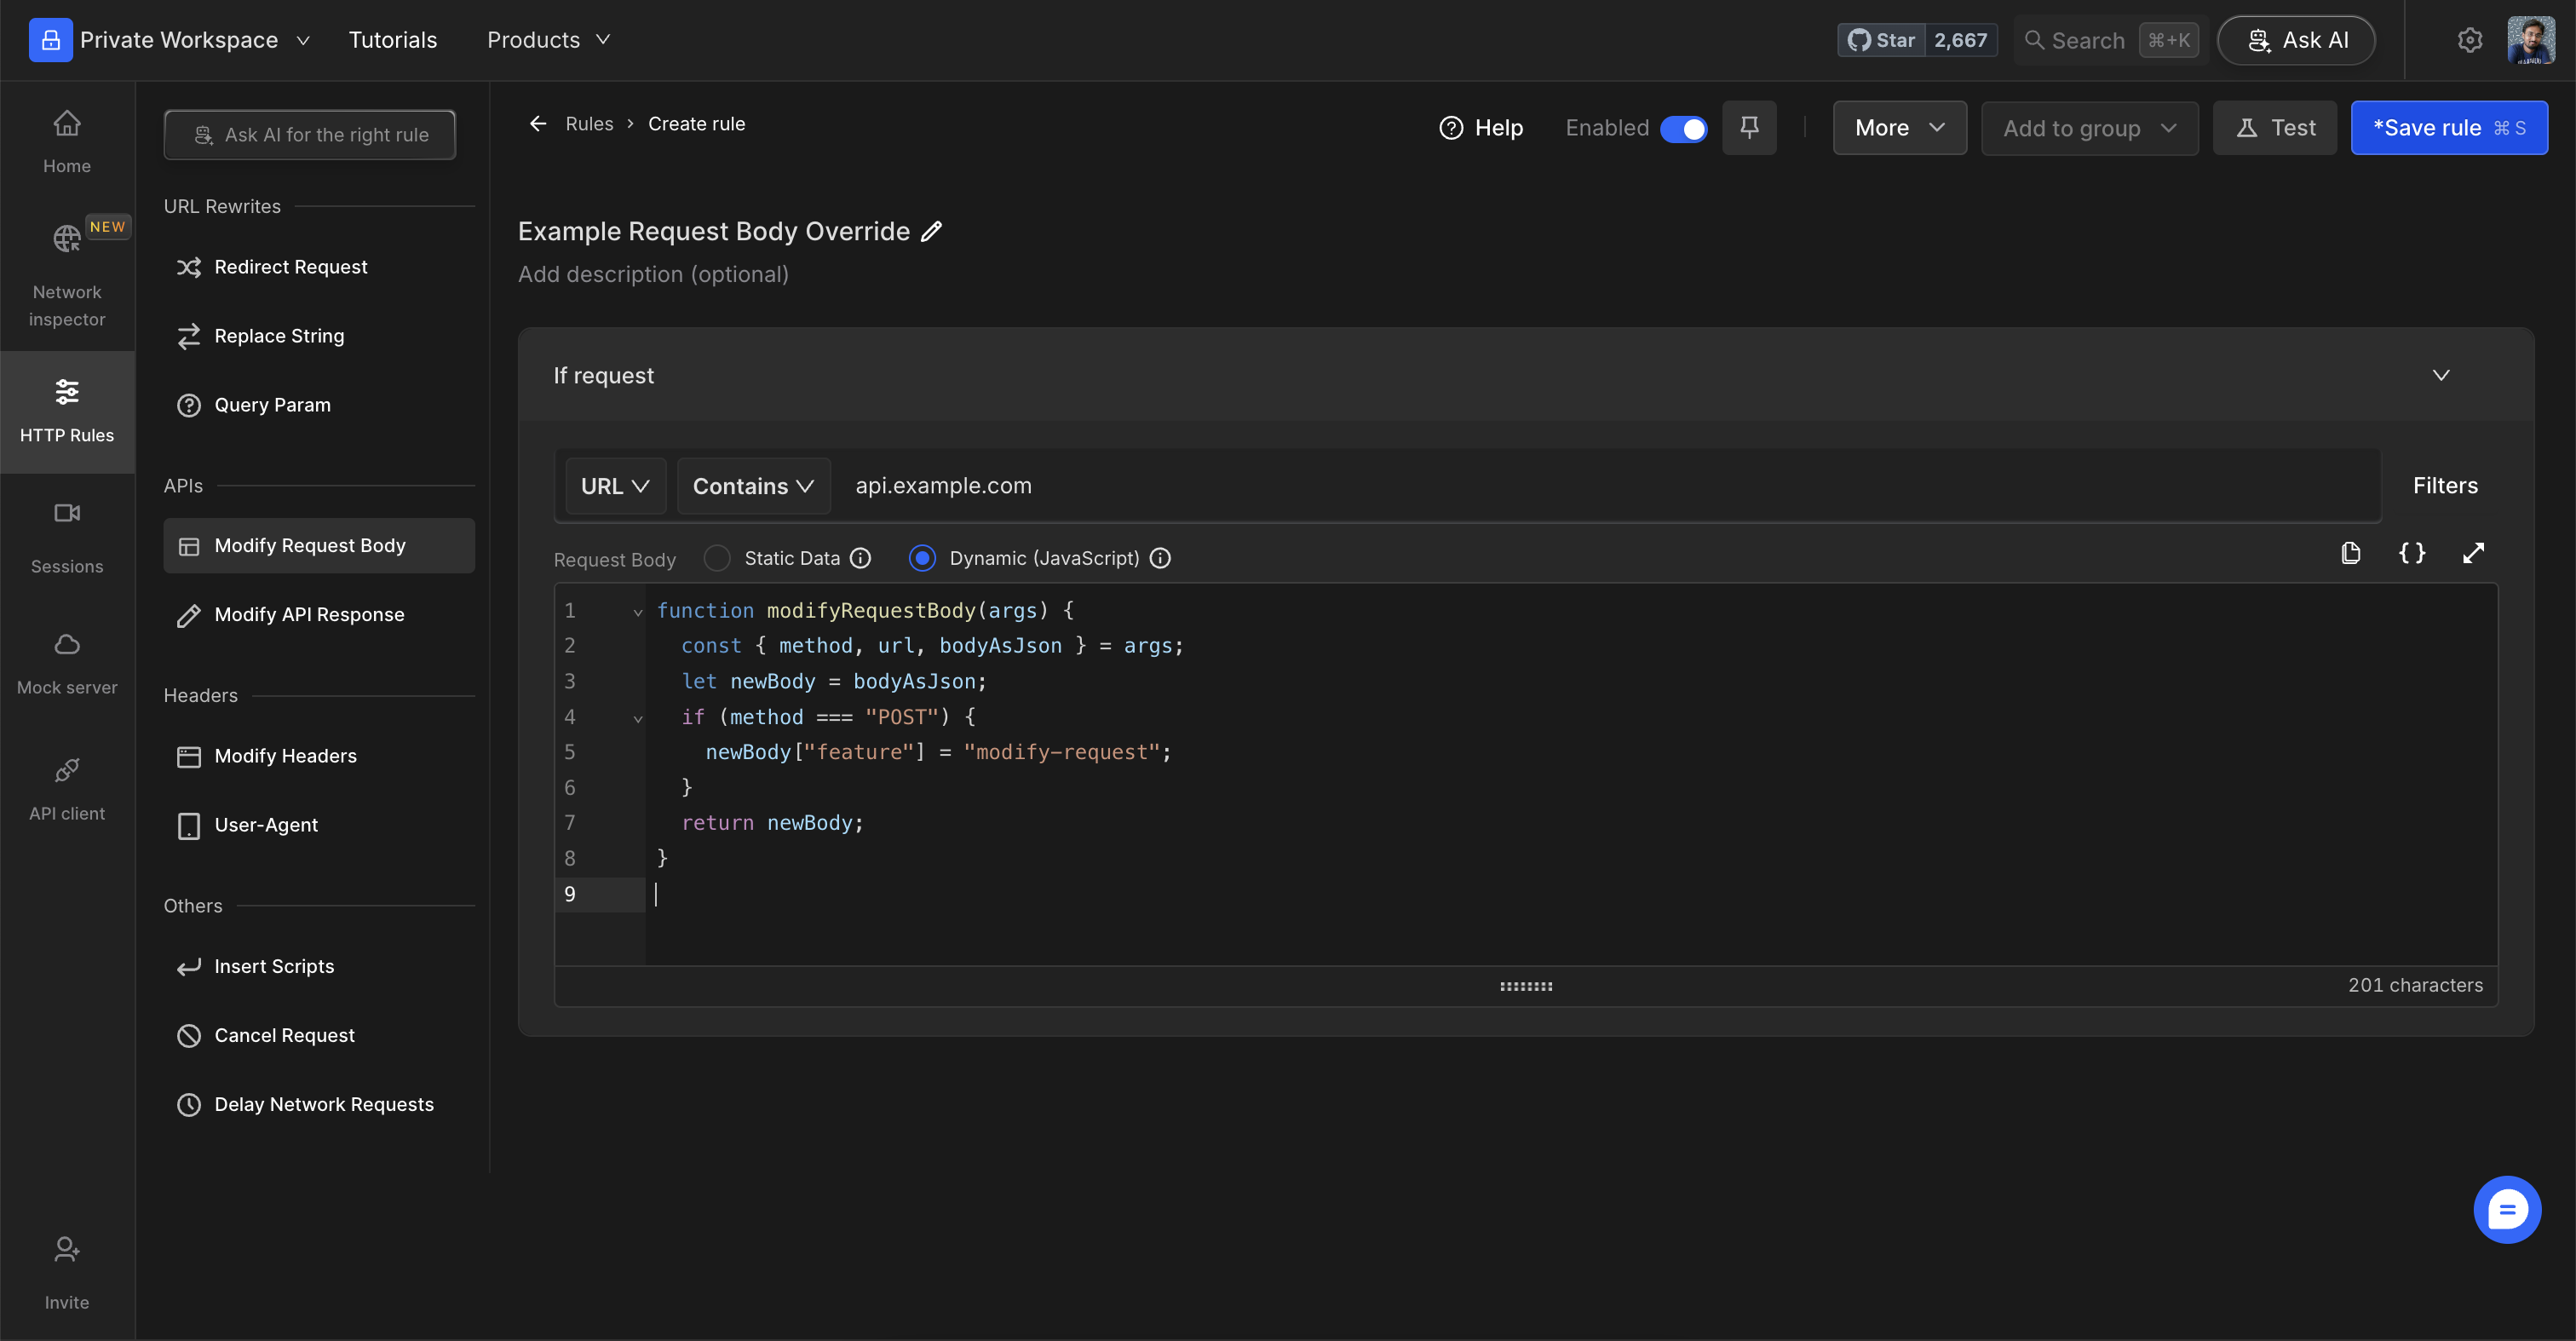 Private Workspace
Tutorials
Products
Star 2,667
Search ⌘+K
Ask AI
Home
NEW
Network
inspector
HTTP Rules
Sessions
Mock server
API client
Invite
Ask AI for the right rule
URL Rewrites
Redirect Request
Replace String
Query Param
APIs
Modify Request Body
Modify API Response
Headers
Modify Headers
User-Agent
Others
Insert Scripts
Cancel Request
Delay Network Requests
Rules > Create rule
Help
Enabled
More
Add to group
Test
*Save rule ⌘ S
Example Request Body Override
Add description (optional)
If request
URL
Contains
api.example.com
Filters
Request Body
Static Data
Dynamic (JavaScript)
{ }
1 function modifyRequestBody(args) {
2 const { method, url, bodyAsJson } = args;
3 let newBody = bodyAsJson;
4 if (method === "POST") {
5 newBody["feature"] = "modify-request";
6 }
7 return newBody;
8 }
9
201 characters